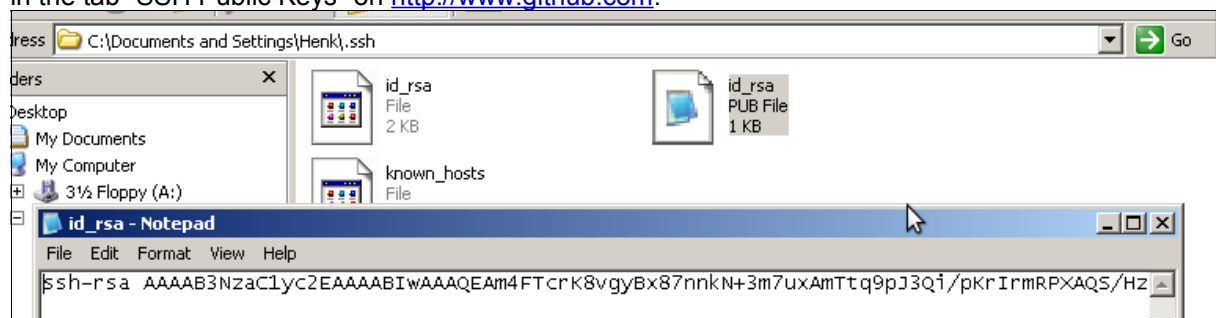 in the tab "SSH Public Keys" on http://www.github.com.
dress C:\Documents and Settings\Henk\.ssh Go
ders
id_rsa
File
2 KB
id_rsa
PUB File
1 KB
Desktop
My Documents
My Computer
3½ Floppy (A:)
known_hosts
File
id_rsa - Notepad
File Edit Format View Help
ssh-rsa AAAAB3NzaC1yc2EAAAABIwAAAQEAm4FTcrK8vgyBx87nnkN+3m7uxAmTtq9pJ3Qi/pKrIrmRPXAQS/Hz